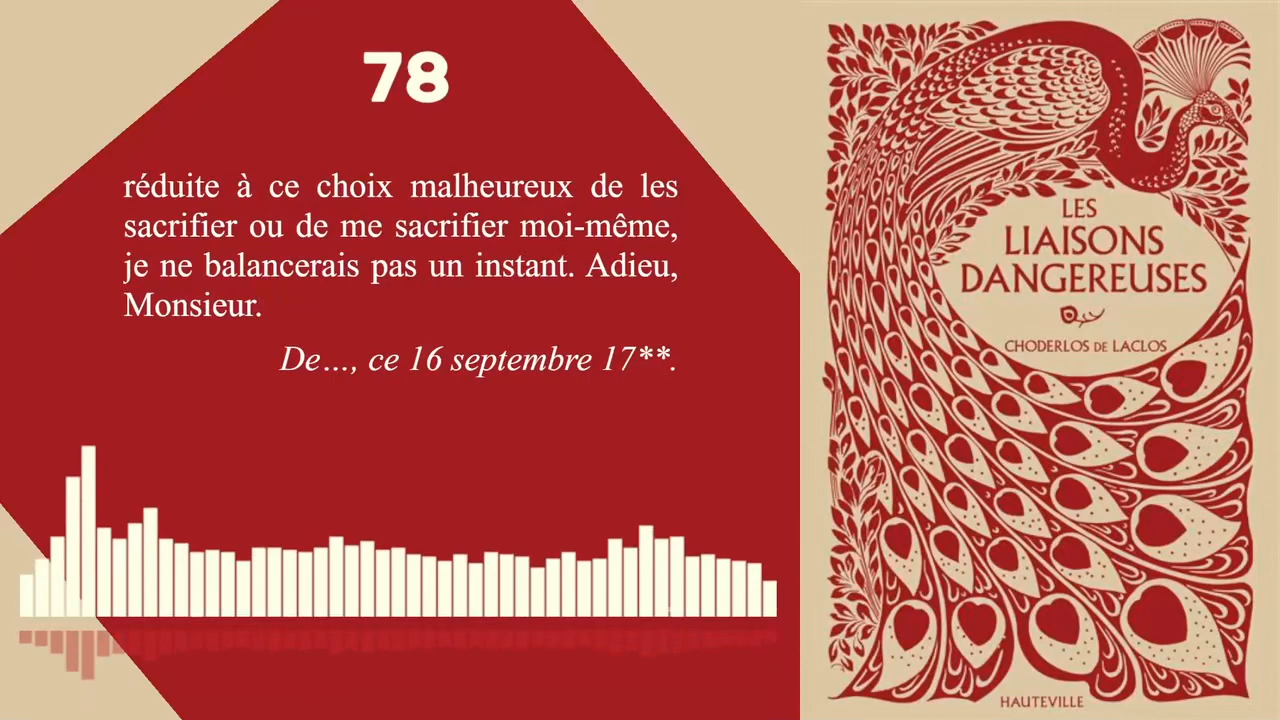 78
réduite à ce choix malheureux de les
sacrifier ou de me sacrifier moi-même,
je ne balancerais pas un instant. Adieu,
Monsieur.
De…, ce 16 septembre 17**.
LES
LIAISONS
DANGEREUSES
CHODERLOS DE LACLOS
HAUTEVILLE